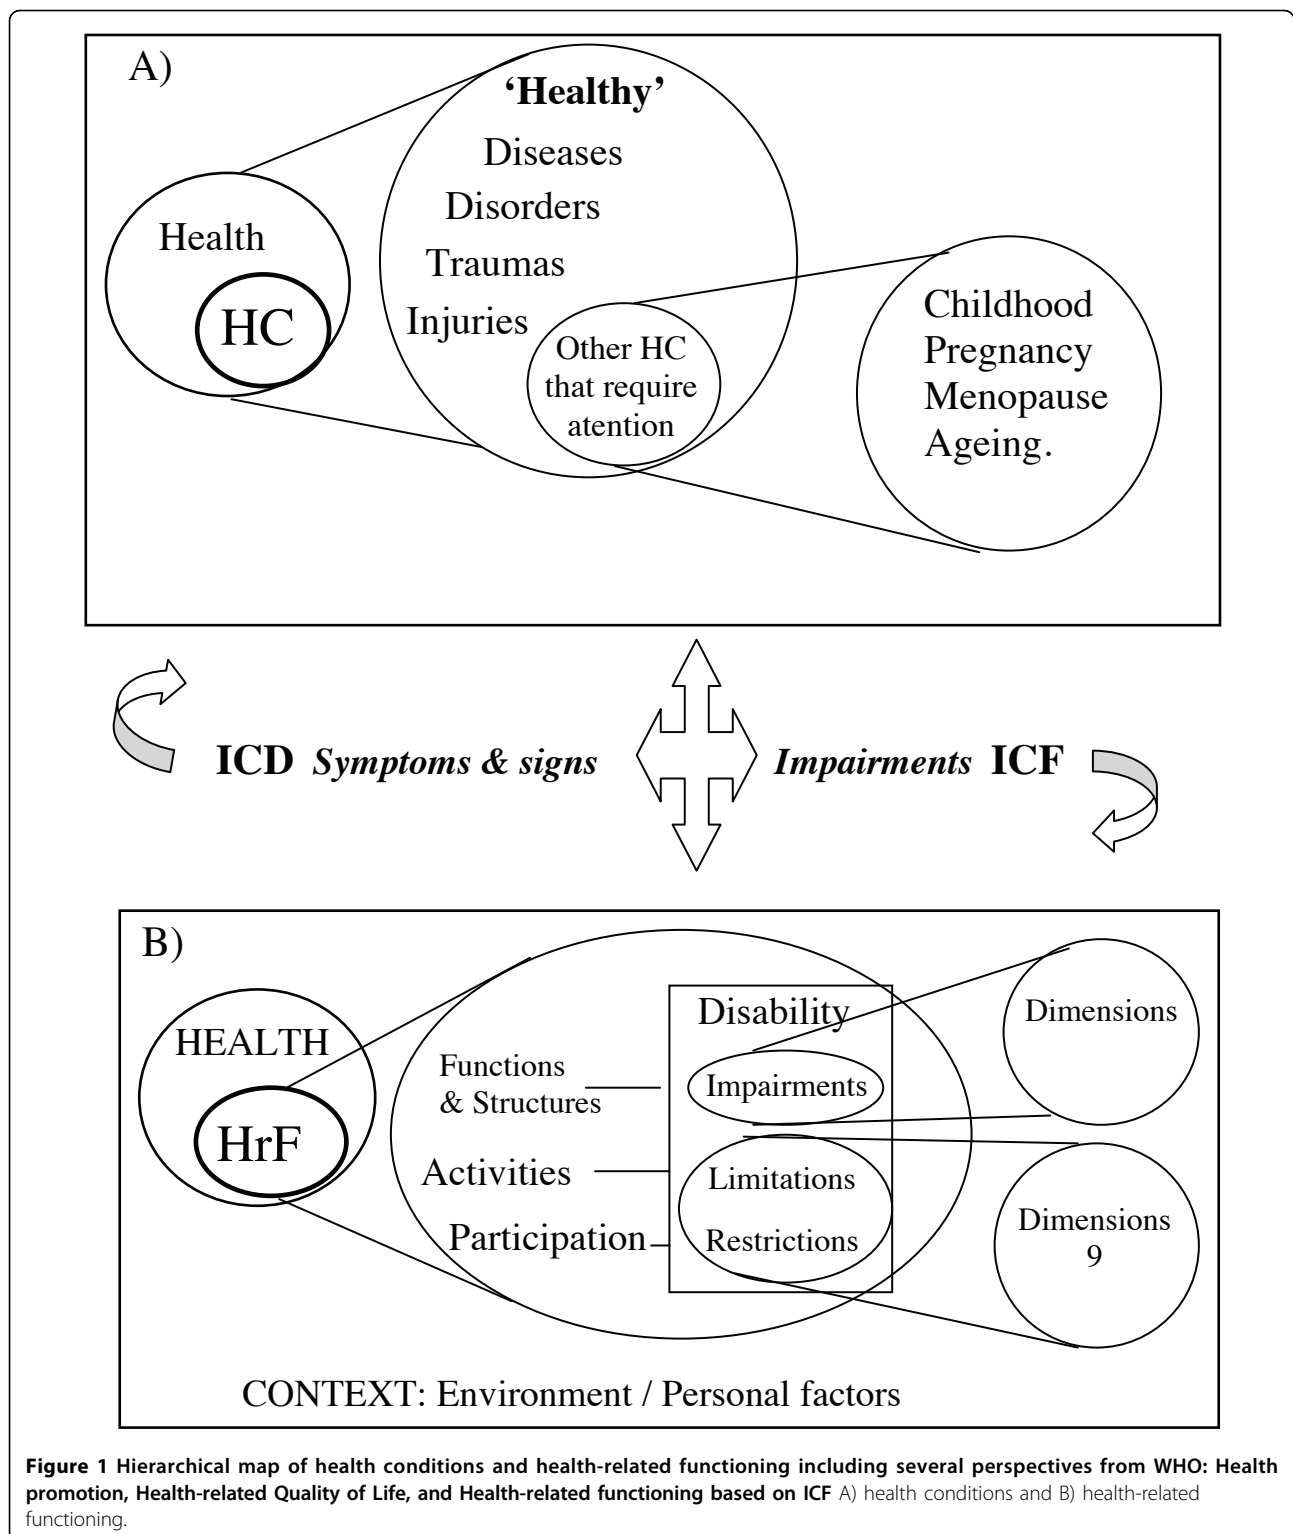 A)
'Healthy'
Diseases
Disorders
Traumas
Injuries
Health
HC
Other HC
that require
atention
Childhood
Pregnancy
Menopause
Ageing.
ICD Symptoms & signs
Impairments ICF
B)
HEALTH
HrF
Functions
& Structures
Activities
Participation
Disability
Impairments
Limitations
Restrictions
Dimensions
Dimensions
9
CONTEXT: Environment / Personal factors
Figure 1 Hierarchical map of health conditions and health-related functioning including several perspectives from WHO: Health
promotion, Health-related Quality of Life, and Health-related functioning based on ICF A) health conditions and B) health-related
functioning.